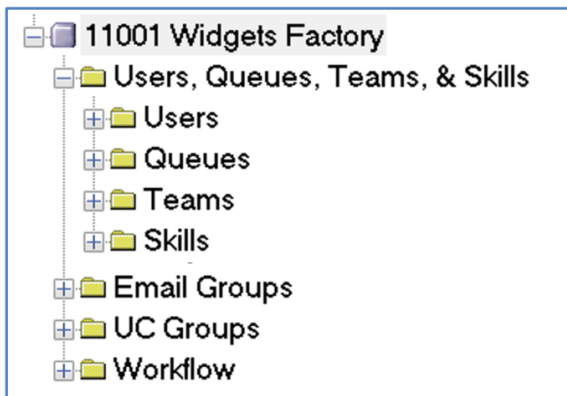 11001 Widgets Factory
Users, Queues, Teams, & Skills
Users
Queues
Teams
Skills
Email Groups
UC Groups
Workflow